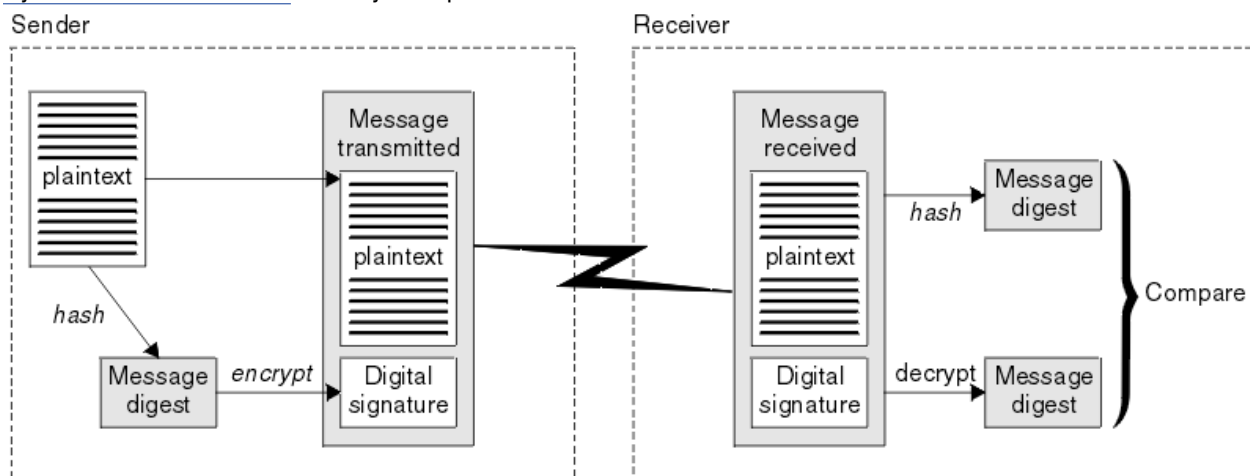 Sender
Receiver
plaintext
hash
Message
digest
encrypt
Message
transmitted
plaintext
Digital
signature
Message
received
plaintext
Digital
signature
hash
Message
digest
decrypt
Message
digest
Compare